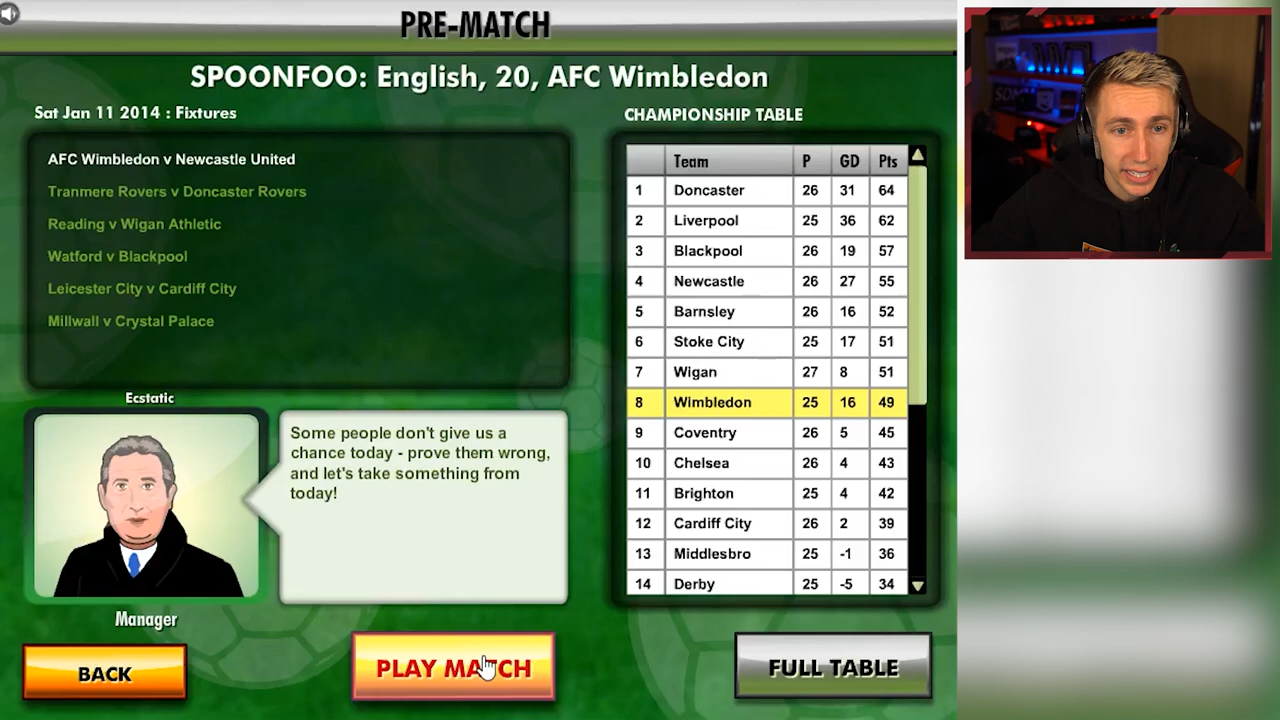 PRE-MATCH
SPOONFOO: English, 20, AFC Wimbledon
Sat Jan 11 2014 : Fixtures
AFC Wimbledon v Newcastle United
Tranmere Rovers v Doncaster Rovers
Reading v Wigan Athletic
Watford v Blackpool
Leicester City v Cardiff City
Millwall v Crystal Palace
Ecstatic
Some people don't give us a
chance today - prove them wrong,
and let's take something from
today!
Manager
CHAMPIONSHIP TABLE
Team P GD Pts
1 Doncaster 26 31 64
2 Liverpool 25 36 62
3 Blackpool 26 19 57
4 Newcastle 26 27 55
5 Barnsley 26 16 52
6 Stoke City 25 17 51
7 Wigan 27 8 51
8 Wimbledon 25 16 49
9 Coventry 26 5 45
10 Chelsea 26 4 43
11 Brighton 25 4 42
12 Cardiff City 26 2 39
13 Middlesbro 25 -1 36
14 Derby 25 -5 34
BACK
PLAY MATCH
FULL TABLE